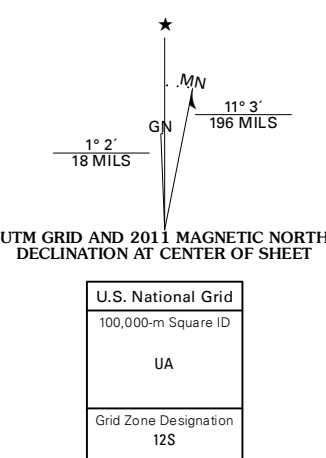 ★
MN
11° 3´
196 MILS
GN
1° 2´
18 MILS
UTM GRID AND 2011 MAGNETIC NORTH
DECLINATION AT CENTER OF SHEET
U.S. National Grid
100,000-m Square ID
UA
Grid Zone Designation
12S